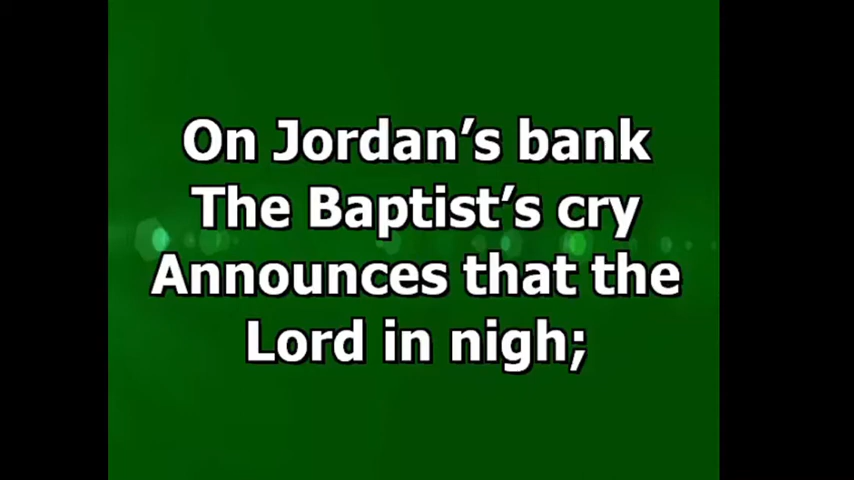 On Jordan’s bank
The Baptist’s cry
Announces that the
Lord in nigh;